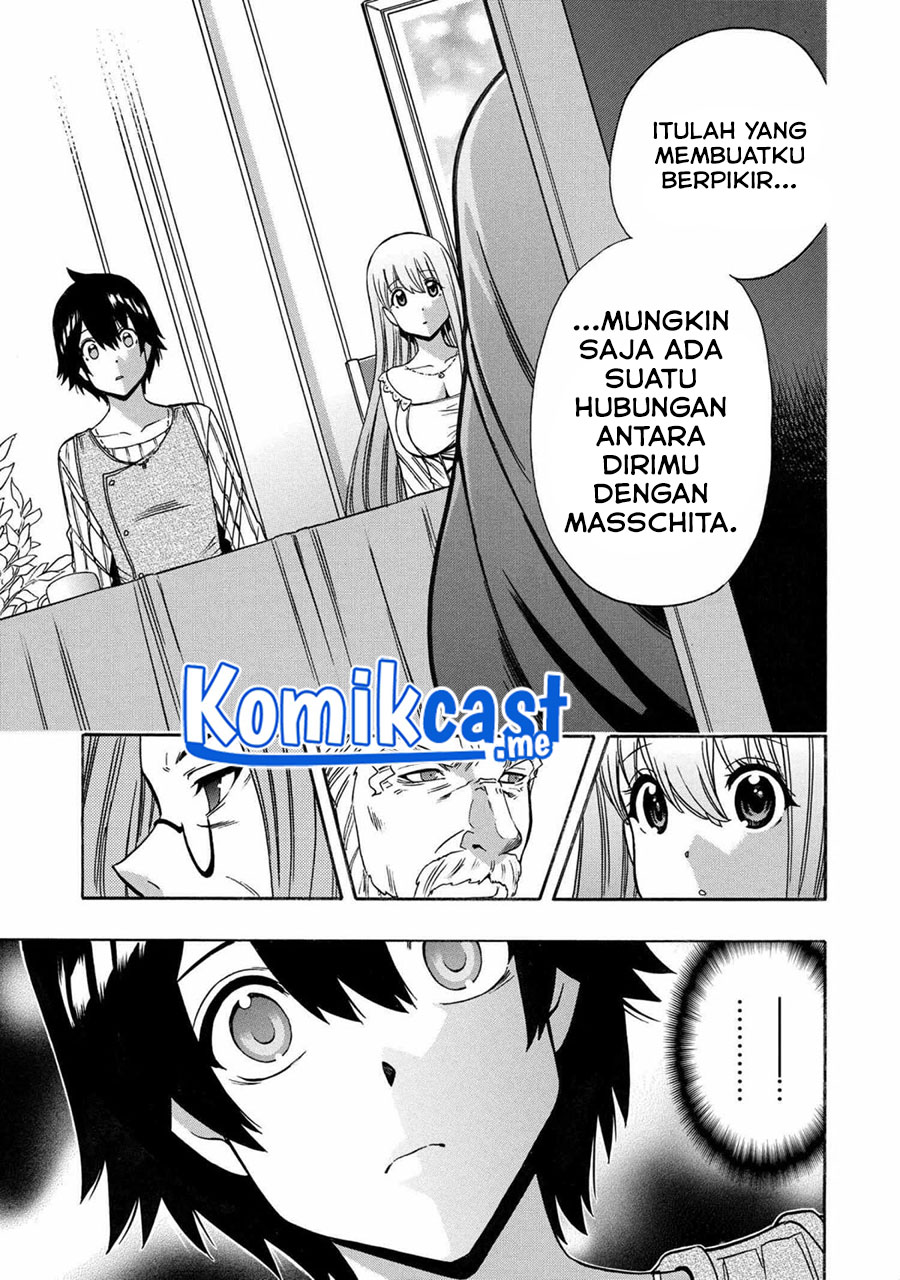 ITULAH YANG
MEMBUATKU
BERPIKIR...
...MUNGKIN
SAJA ADA
SUATU
HUBUNGAN
ANTARA
DIRIMU
DENGAN
MASSCHITA.
Komikcast
.me